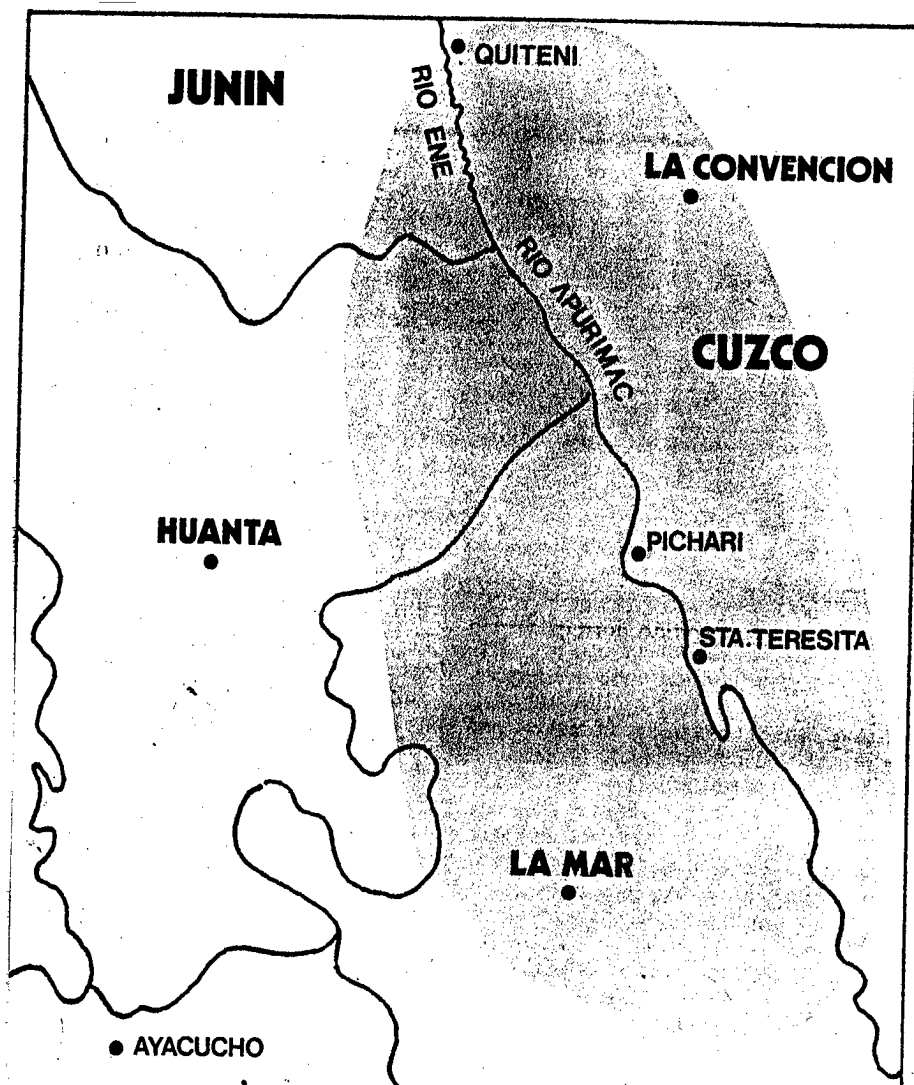 QUITENI
JUNIN
RIO ENE
LA CONVENCION
RIO APURIMAC
CUZCO
HUANTA
PICHARI
STA. TERESITA
LA MAR
AYACUCHO